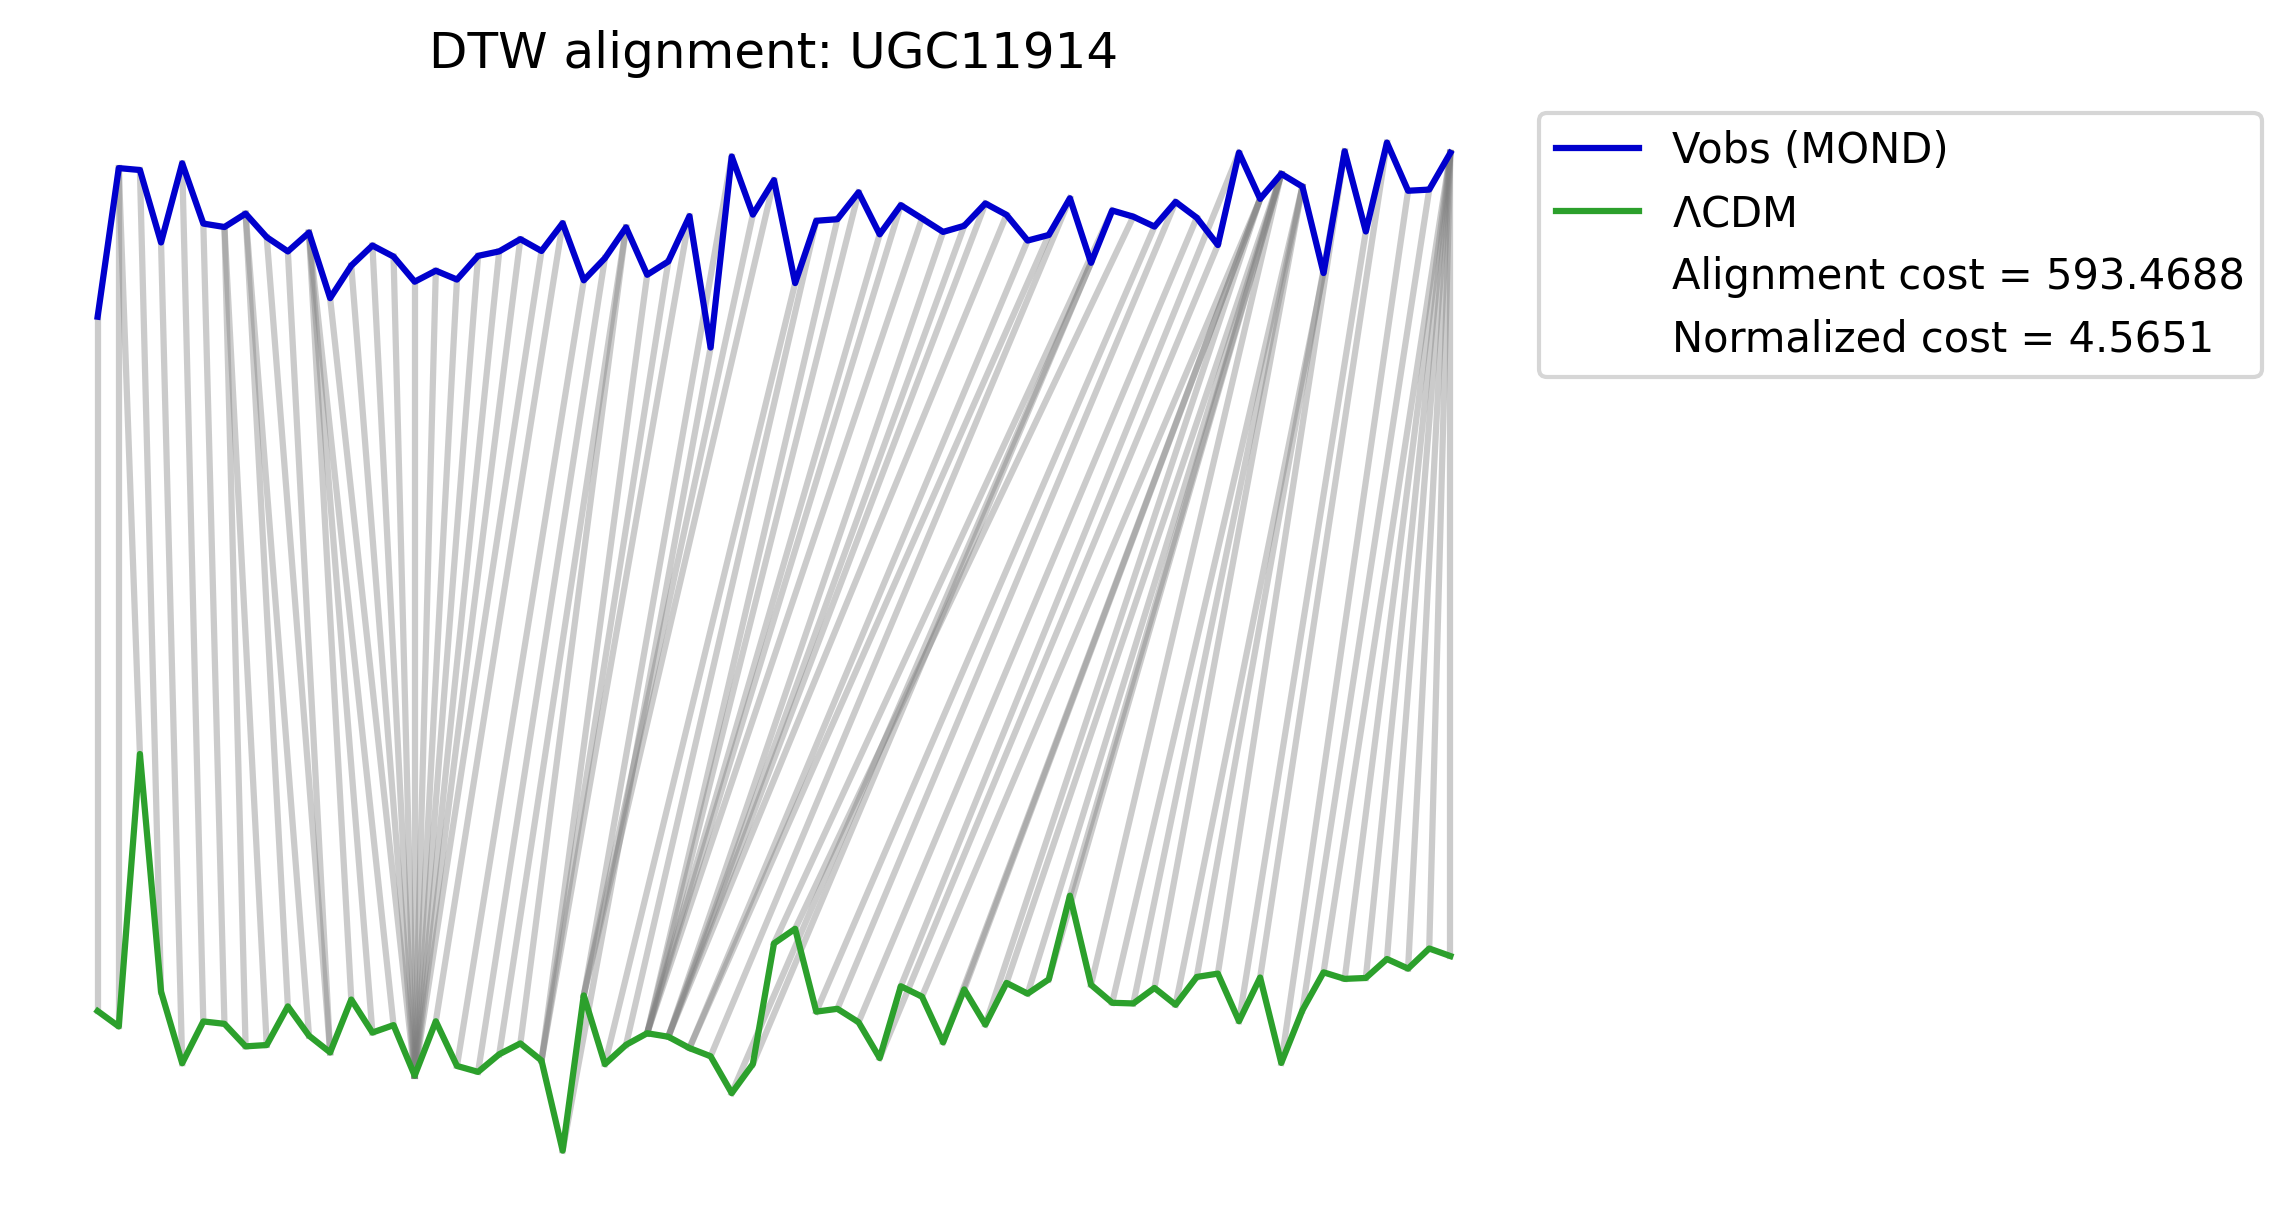 DTW alignment: UGC11914
Vobs (MOND)
ΛCDM
Alignment cost = 593.4688
Normalized cost = 4.5651